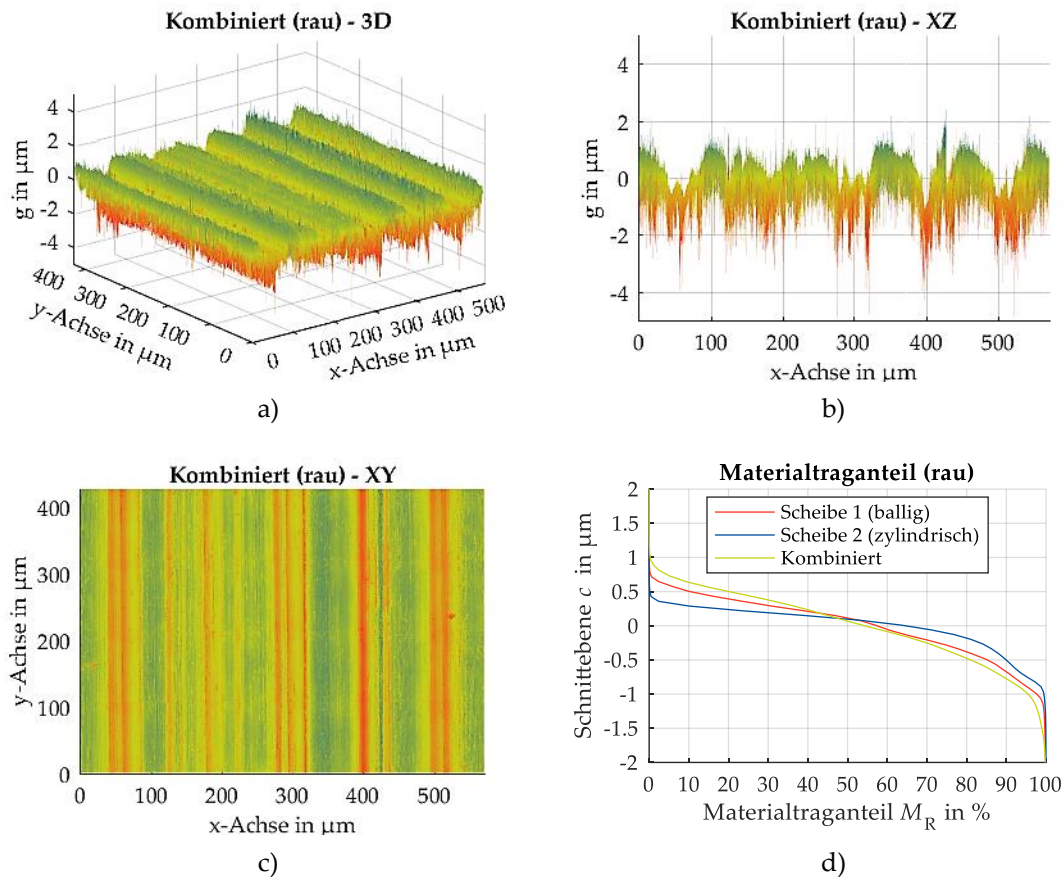 Kombiniert (rau) - 3D
g in µm
4
2
0
-2
-4
400
300
200
100
0
y-Achse in µm
0
100
200
300
400
500
x-Achse in µm
a)
Kombiniert (rau) - XZ
g in µm
4
2
0
-2
-4
0 100 200 300 400 500
x-Achse in µm
b)
Kombiniert (rau) - XY
y-Achse in µm
400
300
200
100
0
0 100 200 300 400 500
x-Achse in µm
c)
Materialtraganteil (rau)
Schnittebene c in µm
2
1.5
1
0.5
0
-0.5
-1
-1.5
-2
Scheibe 1 (ballig)
Scheibe 2 (zylindrisch)
Kombiniert
0 10 20 30 40 50 60 70 80 90 100
Materialtraganteil M_R in %
d)